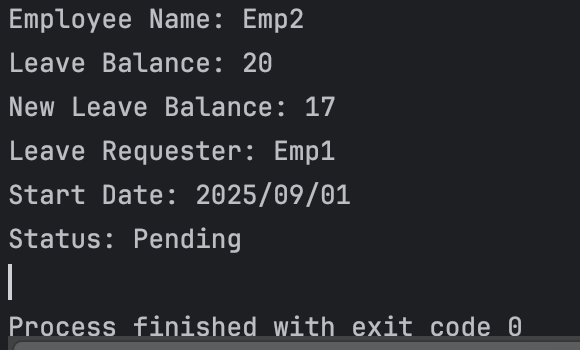 Employee Name: Emp2
Leave Balance: 20
New Leave Balance: 17
Leave Requester: Emp1
Start Date: 2025/09/01
Status: Pending
Process finished with exit code 0